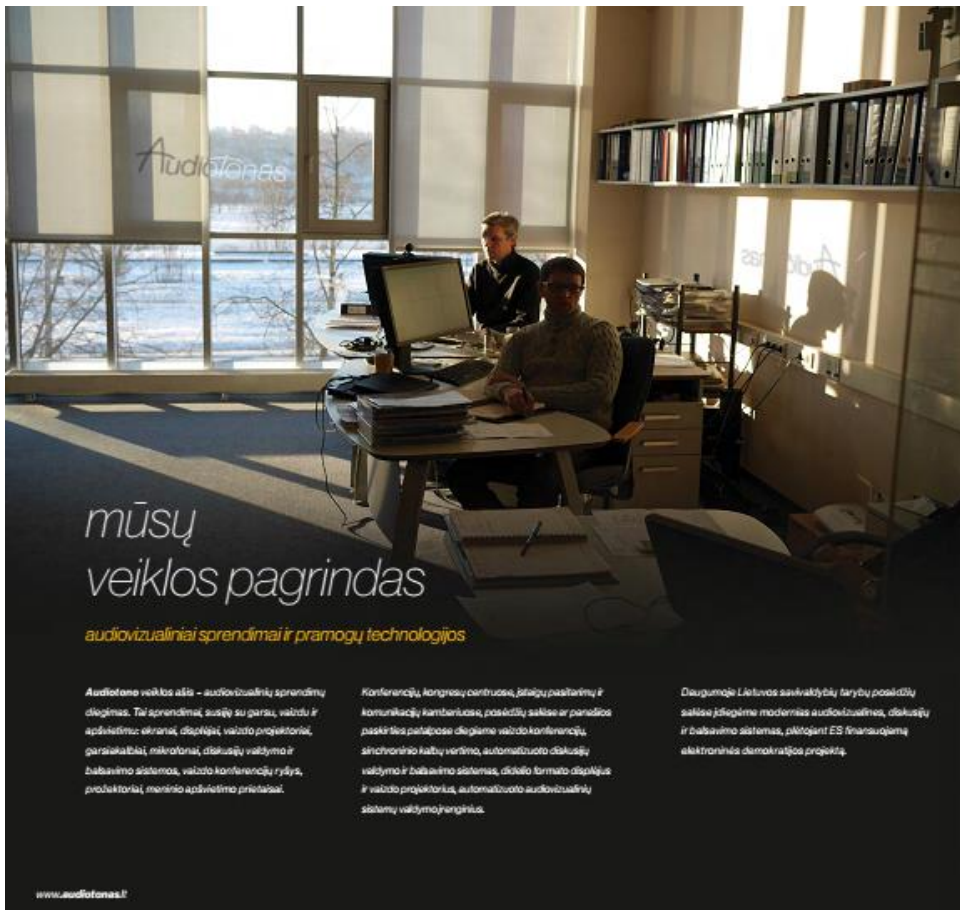 AudioTonas
AudioTonas
mūsų
veiklos pagrindas
audiovizualiniai sprendimai ir pramogų technologijos
Audiotono veiklos ašis – audiovizualinių sprendimų
diegimas. Tai sprendimai, susiję su garsu, vaizdu ir
apšvietimu: ekranai, displėjai, vaizdo projektoriai,
garsiakalbiai, mikrofonai, diskusijų valdymo ir
balsavimo sistemos, vaizdo konferencijų ryšys,
prožektoriai, meninio apšvietimo prietaisai.
Konferencijų, kongresų centruose, įstaigų pasitarimų ir
komunikacijų kambariuose, posėdžių salėse ar panašios
paskirties patalpose diegiame vaizdo konferencijų,
sinchroninio kalbų vertimo, automatizuoto diskusijų
valdymo ir balsavimo sistemas, didelio formato displėjus
ir vaizdo projektorius, automatizuoto audiovizualinių
sistemų valdymo įrenginius.
Daugumoje Lietuvos savivaldybių tarybų posėdžių
salėse įdiegėme modernias audiovizualines, diskusijų
ir balsavimo sistemas, plėtojant ES finansuojamą
elektroninės demokratijos projektą.
www.audiotonas.lt